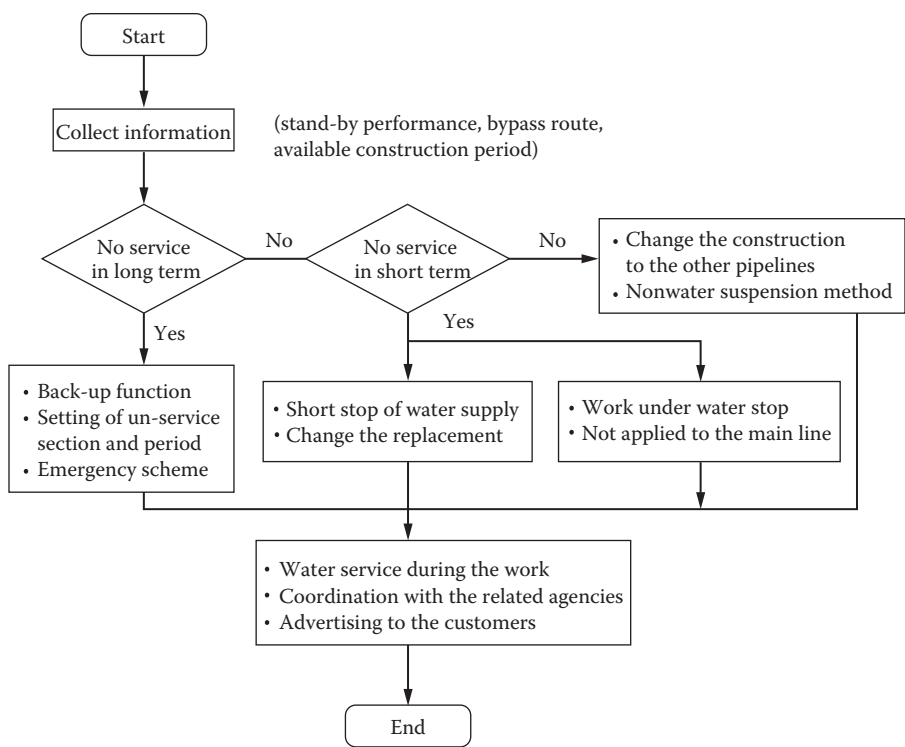 Start
Collect information
(stand-by performance, bypass route,
available construction period)
No service
in long term
No
No service
in short term
No
• Change the construction
to the other pipelines
• Nonwater suspension method
Yes
Yes
• Back-up function
• Setting of un-service
section and period
• Emergency scheme
• Short stop of water supply
• Change the replacement
• Work under water stop
• Not applied to the main line
• Water service during the work
• Coordination with the related agencies
• Advertising to the customers
End